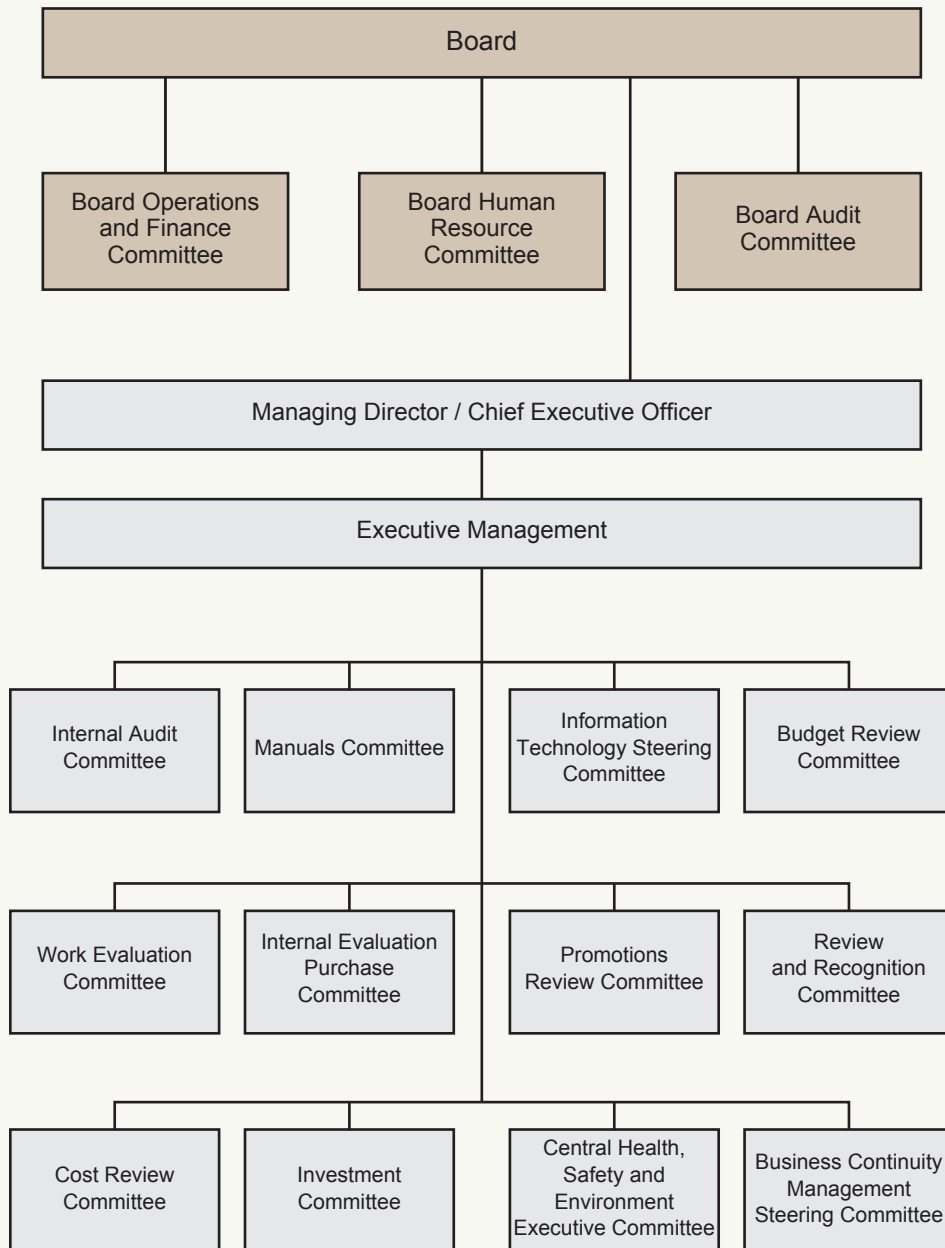 Board
Board Operations
and Finance
Committee
Board Human
Resource
Committee
Board Audit
Committee
Managing Director / Chief Executive Officer
Executive Management
Internal Audit
Committee
Manuals Committee
Information
Technology Steering
Committee
Budget Review
Committee
Work Evaluation
Committee
Internal Evaluation
Purchase
Committee
Promotions
Review Committee
Review
and Recognition
Committee
Cost Review
Committee
Investment
Committee
Central Health,
Safety and
Environment
Executive Committee
Business Continuity
Management
Steering Committee